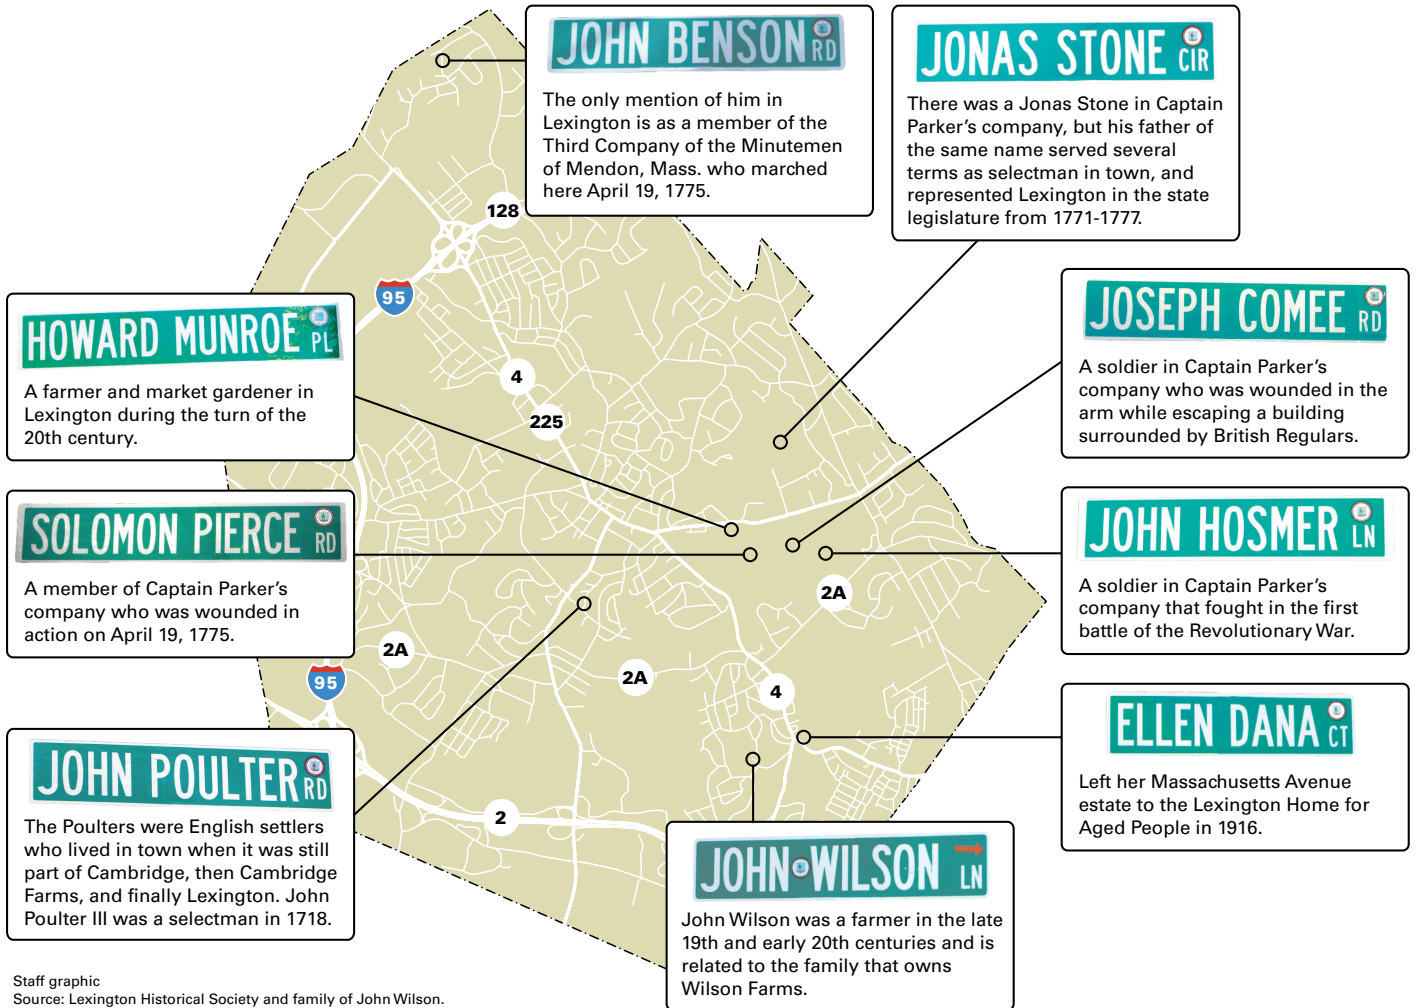 JOHN BENSON RD
The only mention of him in
Lexington is as a member of the
Third Company of the Minutemen
of Mendon, Mass. who marched
here April 19, 1775.
JONAS STONE CIR
There was a Jonas Stone in Captain
Parker's company, but his father of
the same name served several
terms as selectman in town, and
represented Lexington in the state
legislature from 1771-1777.
128
95
HOWARD MUNROE PL
A farmer and market gardener in
Lexington during the turn of the
20th century.
JOSEPH COMEE RD
A soldier in Captain Parker's
company who was wounded in the
arm while escaping a building
surrounded by British Regulars.
4
225
SOLOMON PIERCE RD
A member of Captain Parker's
company who was wounded in
action on April 19, 1775.
JOHN HOSMER LN
A soldier in Captain Parker's
company that fought in the first
battle of the Revolutionary War.
2A
2A
2A
95
4
JOHN POULTER RD
The Poulters were English settlers
who lived in town when it was still
part of Cambridge, then Cambridge
Farms, and finally Lexington. John
Poulter III was a selectman in 1718.
ELLEN DANA CT
Left her Massachusetts Avenue
estate to the Lexington Home for
Aged People in 1916.
2
JOHN WILSON LN
John Wilson was a farmer in the late
19th and early 20th centuries and is
related to the family that owns
Wilson Farms.
Staff graphic
Source: Lexington Historical Society and family of John Wilson.